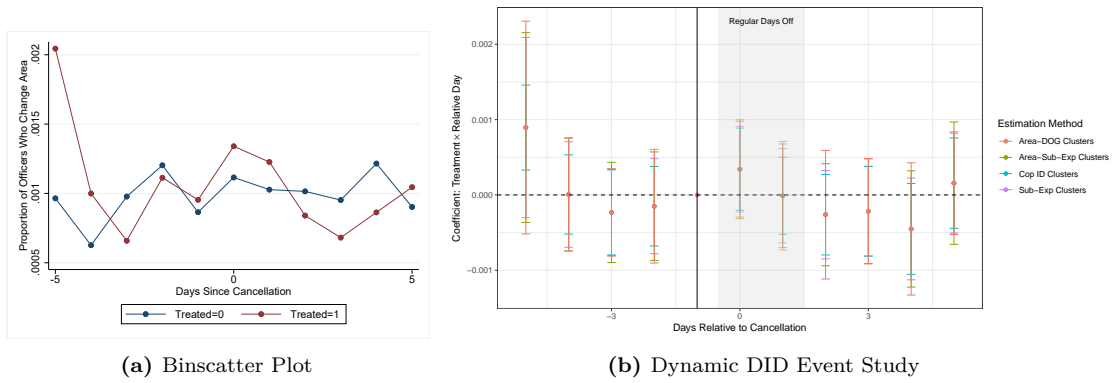 Proportion of Officers Who Change Area
.002
.0015
.001
.0005
-5
0
5
Days Since Cancellation
Treated=0
Treated=1
(a) Binscatter Plot
Regular Days Off
Coefficient: Treatment × Relative Day
0.002
0.001
0.000
−0.001
−3
0
3
Days Relative to Cancellation
Estimation Method
Area−DOG Clusters
Area−Sub−Exp Clusters
Cop ID Clusters
Sub−Exp Clusters
(b) Dynamic DID Event Study